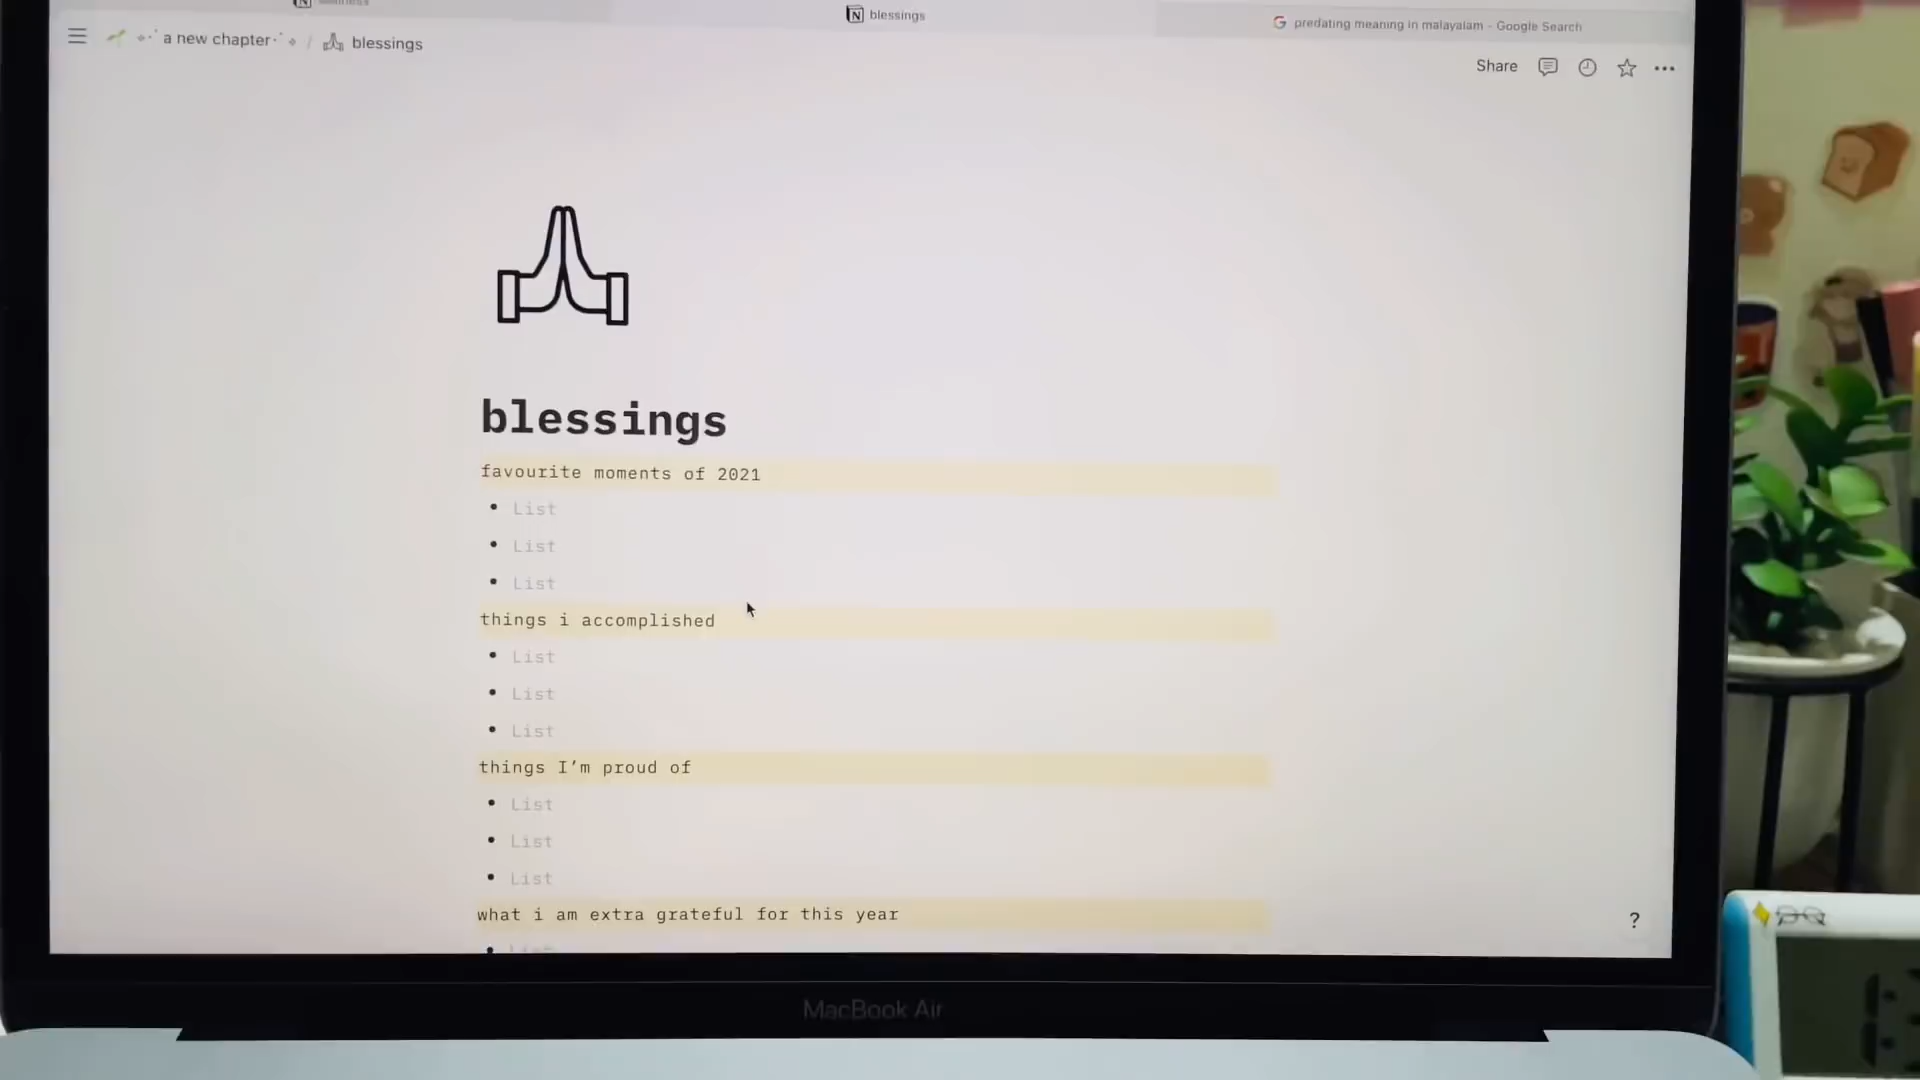 blessings
predating meaning in malayalam - Google Search
a new chapter / blessings
Share
blessings
favourite moments of 2021
List
List
List
things i accomplished
List
List
List
things I'm proud of
List
List
List
what i am extra grateful for this year
List
?
MacBook Air